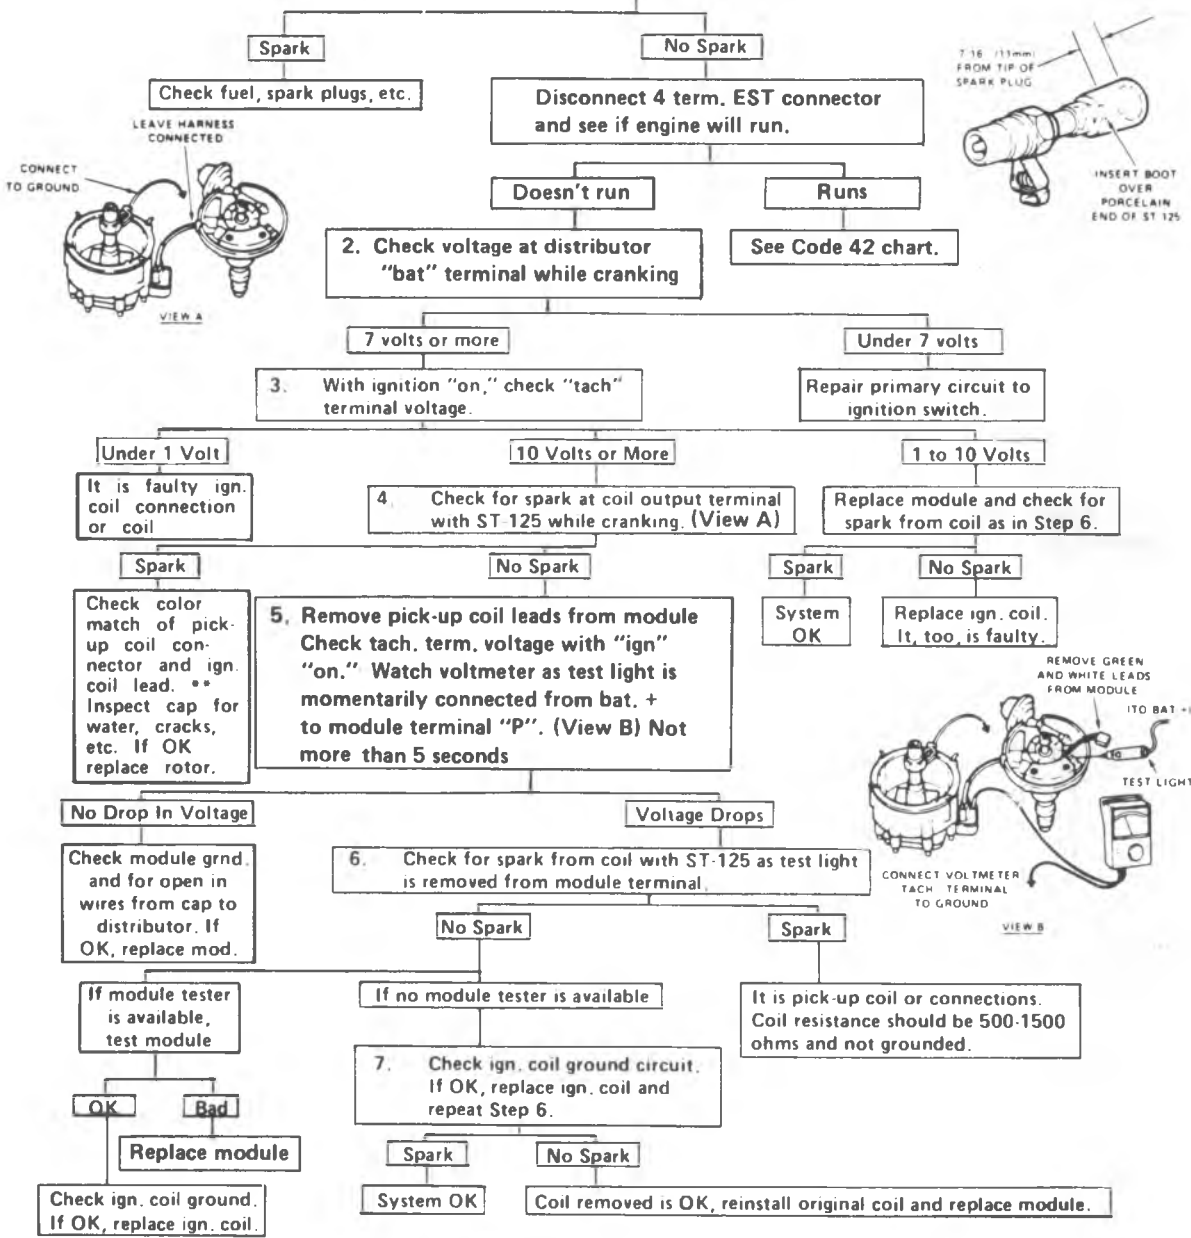 Spark
No Spark
Check fuel, spark plugs, etc.
Disconnect 4 term. EST connector
and see if engine will run.
7 16 (11mm)
FROM TIP OF
SPARK PLUG
INSERT BOOT
OVER
PORCELAIN
END OF ST 125
LEAVE HARNESS
CONNECTED
CONNECT
TO GROUND
VIEW A
Doesn't run
Runs
2. Check voltage at distributor
"bat" terminal while cranking
See Code 42 chart.
7 volts or more
Under 7 volts
3. With ignition "on," check "tach"
terminal voltage.
Repair primary circuit to
ignition switch.
Under 1 Volt
10 Volts or More
1 to 10 Volts
It is faulty ign.
coil connection
or coil
4. Check for spark at coil output terminal
with ST-125 while cranking. (View A)
Replace module and check for
spark from coil as in Step 6.
Spark
No Spark
Spark
No Spark
Check color
match of pick-
up coil con-
nector and ign.
coil lead. **
Inspect cap for
water, cracks,
etc. If OK
replace rotor.
5. Remove pick-up coil leads from module
Check tach. term. voltage with "ign"
"on." Watch voltmeter as test light is
momentarily connected from bat. +
to module terminal "P". (View B) Not
more than 5 seconds
System
OK
Replace ign. coil.
It, too, is faulty.
REMOVE GREEN
AND WHITE LEADS
FROM MODULE
(TO BAT +)
TEST LIGHT
CONNECT VOLTMETER
TACH TERMINAL
TO GROUND
VIEW B
No Drop In Voltage
Voltage Drops
Check module grnd.
and for open in
wires from cap to
distributor. If
OK, replace mod.
6. Check for spark from coil with ST-125 as test light
is removed from module terminal.
No Spark
Spark
If module tester
is available,
test module
If no module tester is available
It is pick-up coil or connections.
Coil resistance should be 500-1500
ohms and not grounded.
7. Check ign. coil ground circuit.
If OK, replace ign. coil and
repeat Step 6.
OK
Bad
Replace module
Spark
No Spark
Check ign. coil ground.
If OK, replace ign. coil.
System OK
Coil removed is OK, reinstall original coil and replace module.